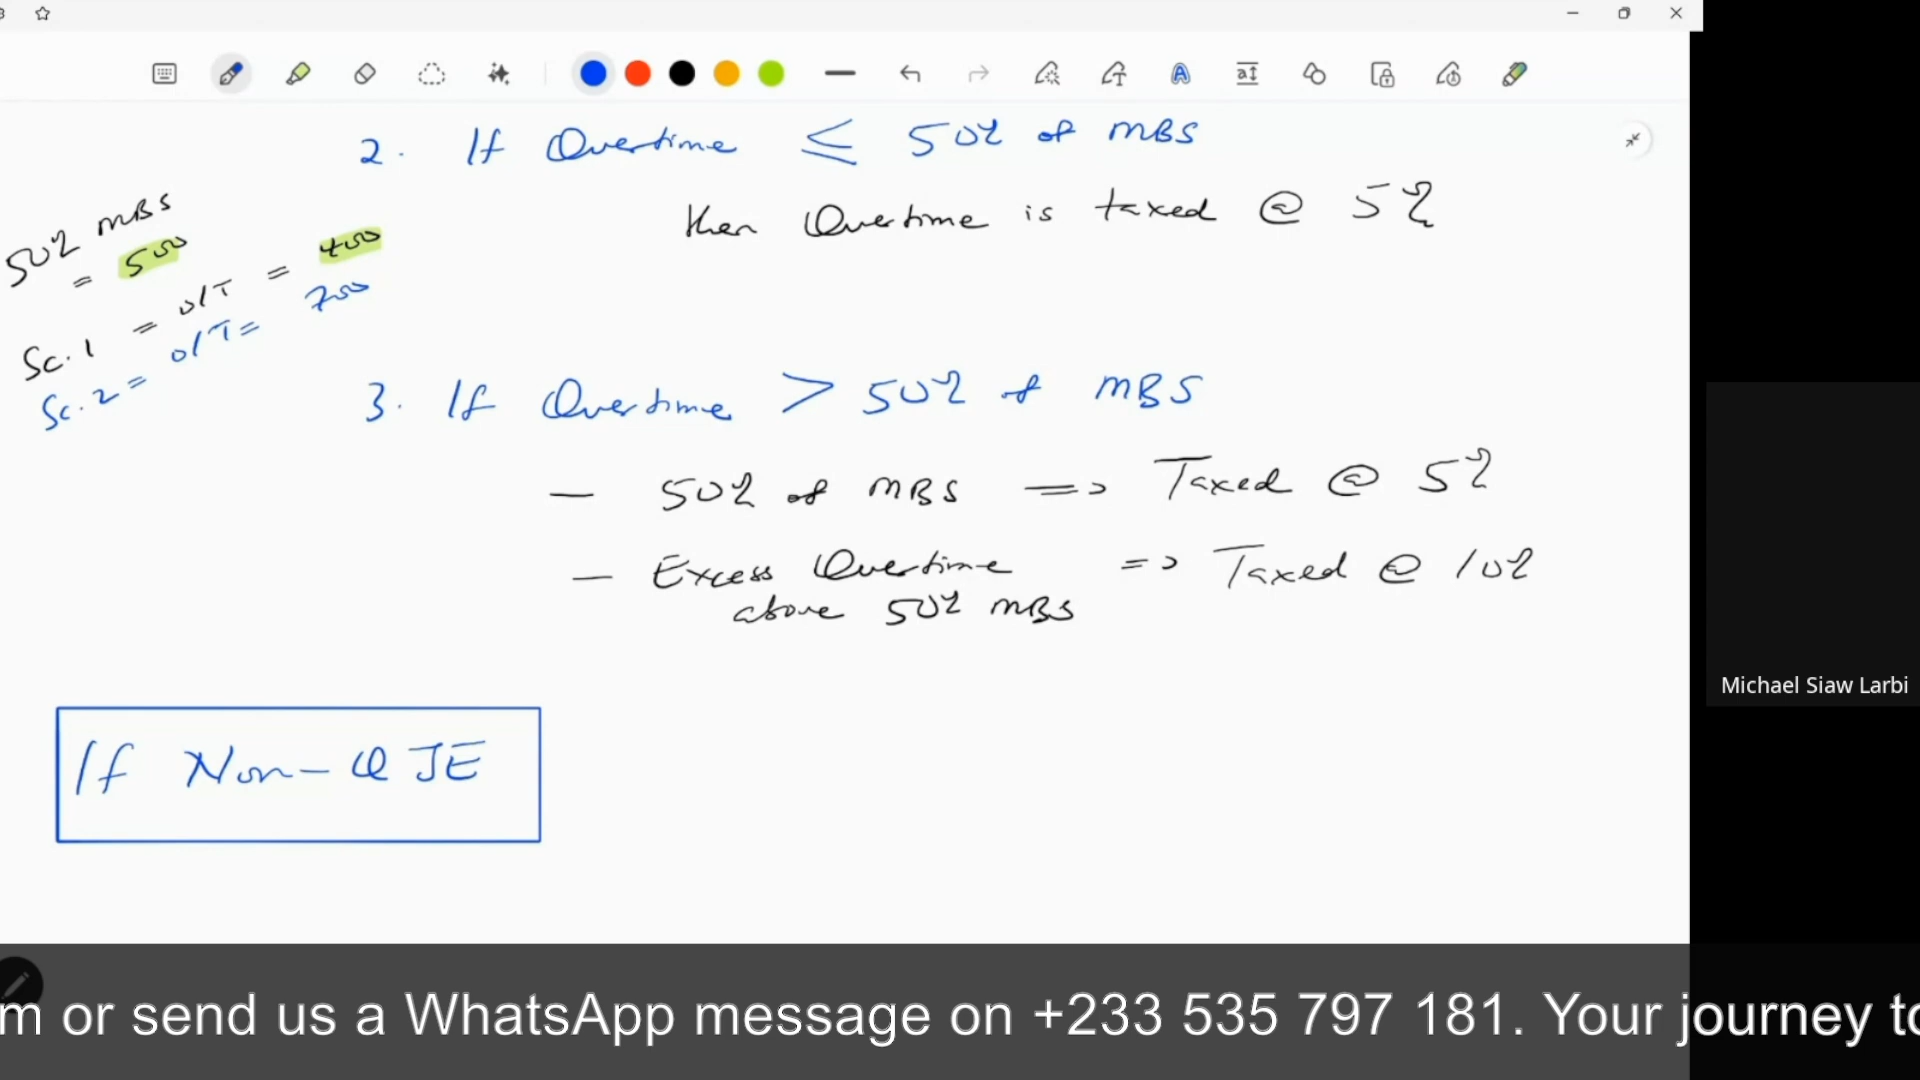 2. If Overtime ≤ 50% of MBS
then Overtime is taxed @ 5%
50% MBS
= 500
Sc. 1 = O/T = 400
Sc. 2 = O/T = 700
3. If Overtime > 50% of MBS
— 50% of MBS => Taxed @ 5%
— Excess Overtime => Taxed @ 10%
above 50% MBS
If Non-QJE
Michael Siaw Larbi
m or send us a WhatsApp message on +233 535 797 181. Your journey to